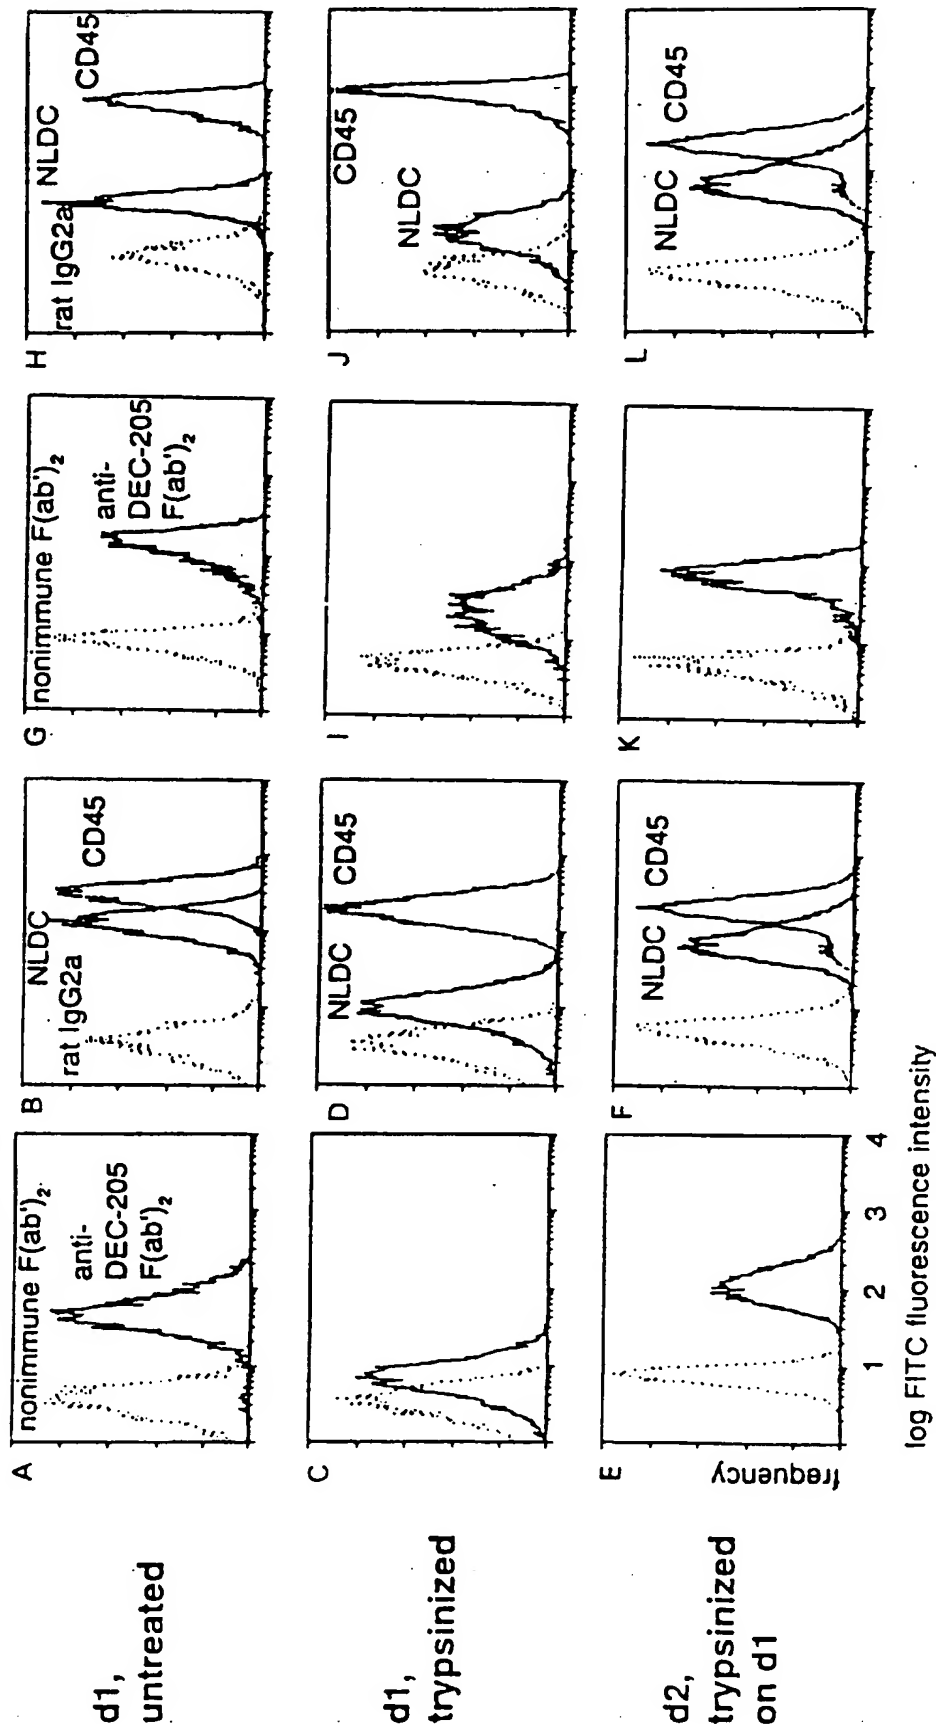 d1,
untreated
A
nonimmune F(ab')2
anti-
DEC-205
F(ab')2
B
NLDC
rat IgG2a
CD45
G
nonimmune F(ab')2
anti-
DEC-205
F(ab')2
H
NLDC
rat IgG2a
CD45
d1,
trypsinized
C
D
NLDC
CD45
I
J
CD45
NLDC
d2,
trypsinized
on d1
E
frequency
1 2 3 4
log FITC fluorescence intensity
F
NLDC
CD45
K
L
NLDC
CD45